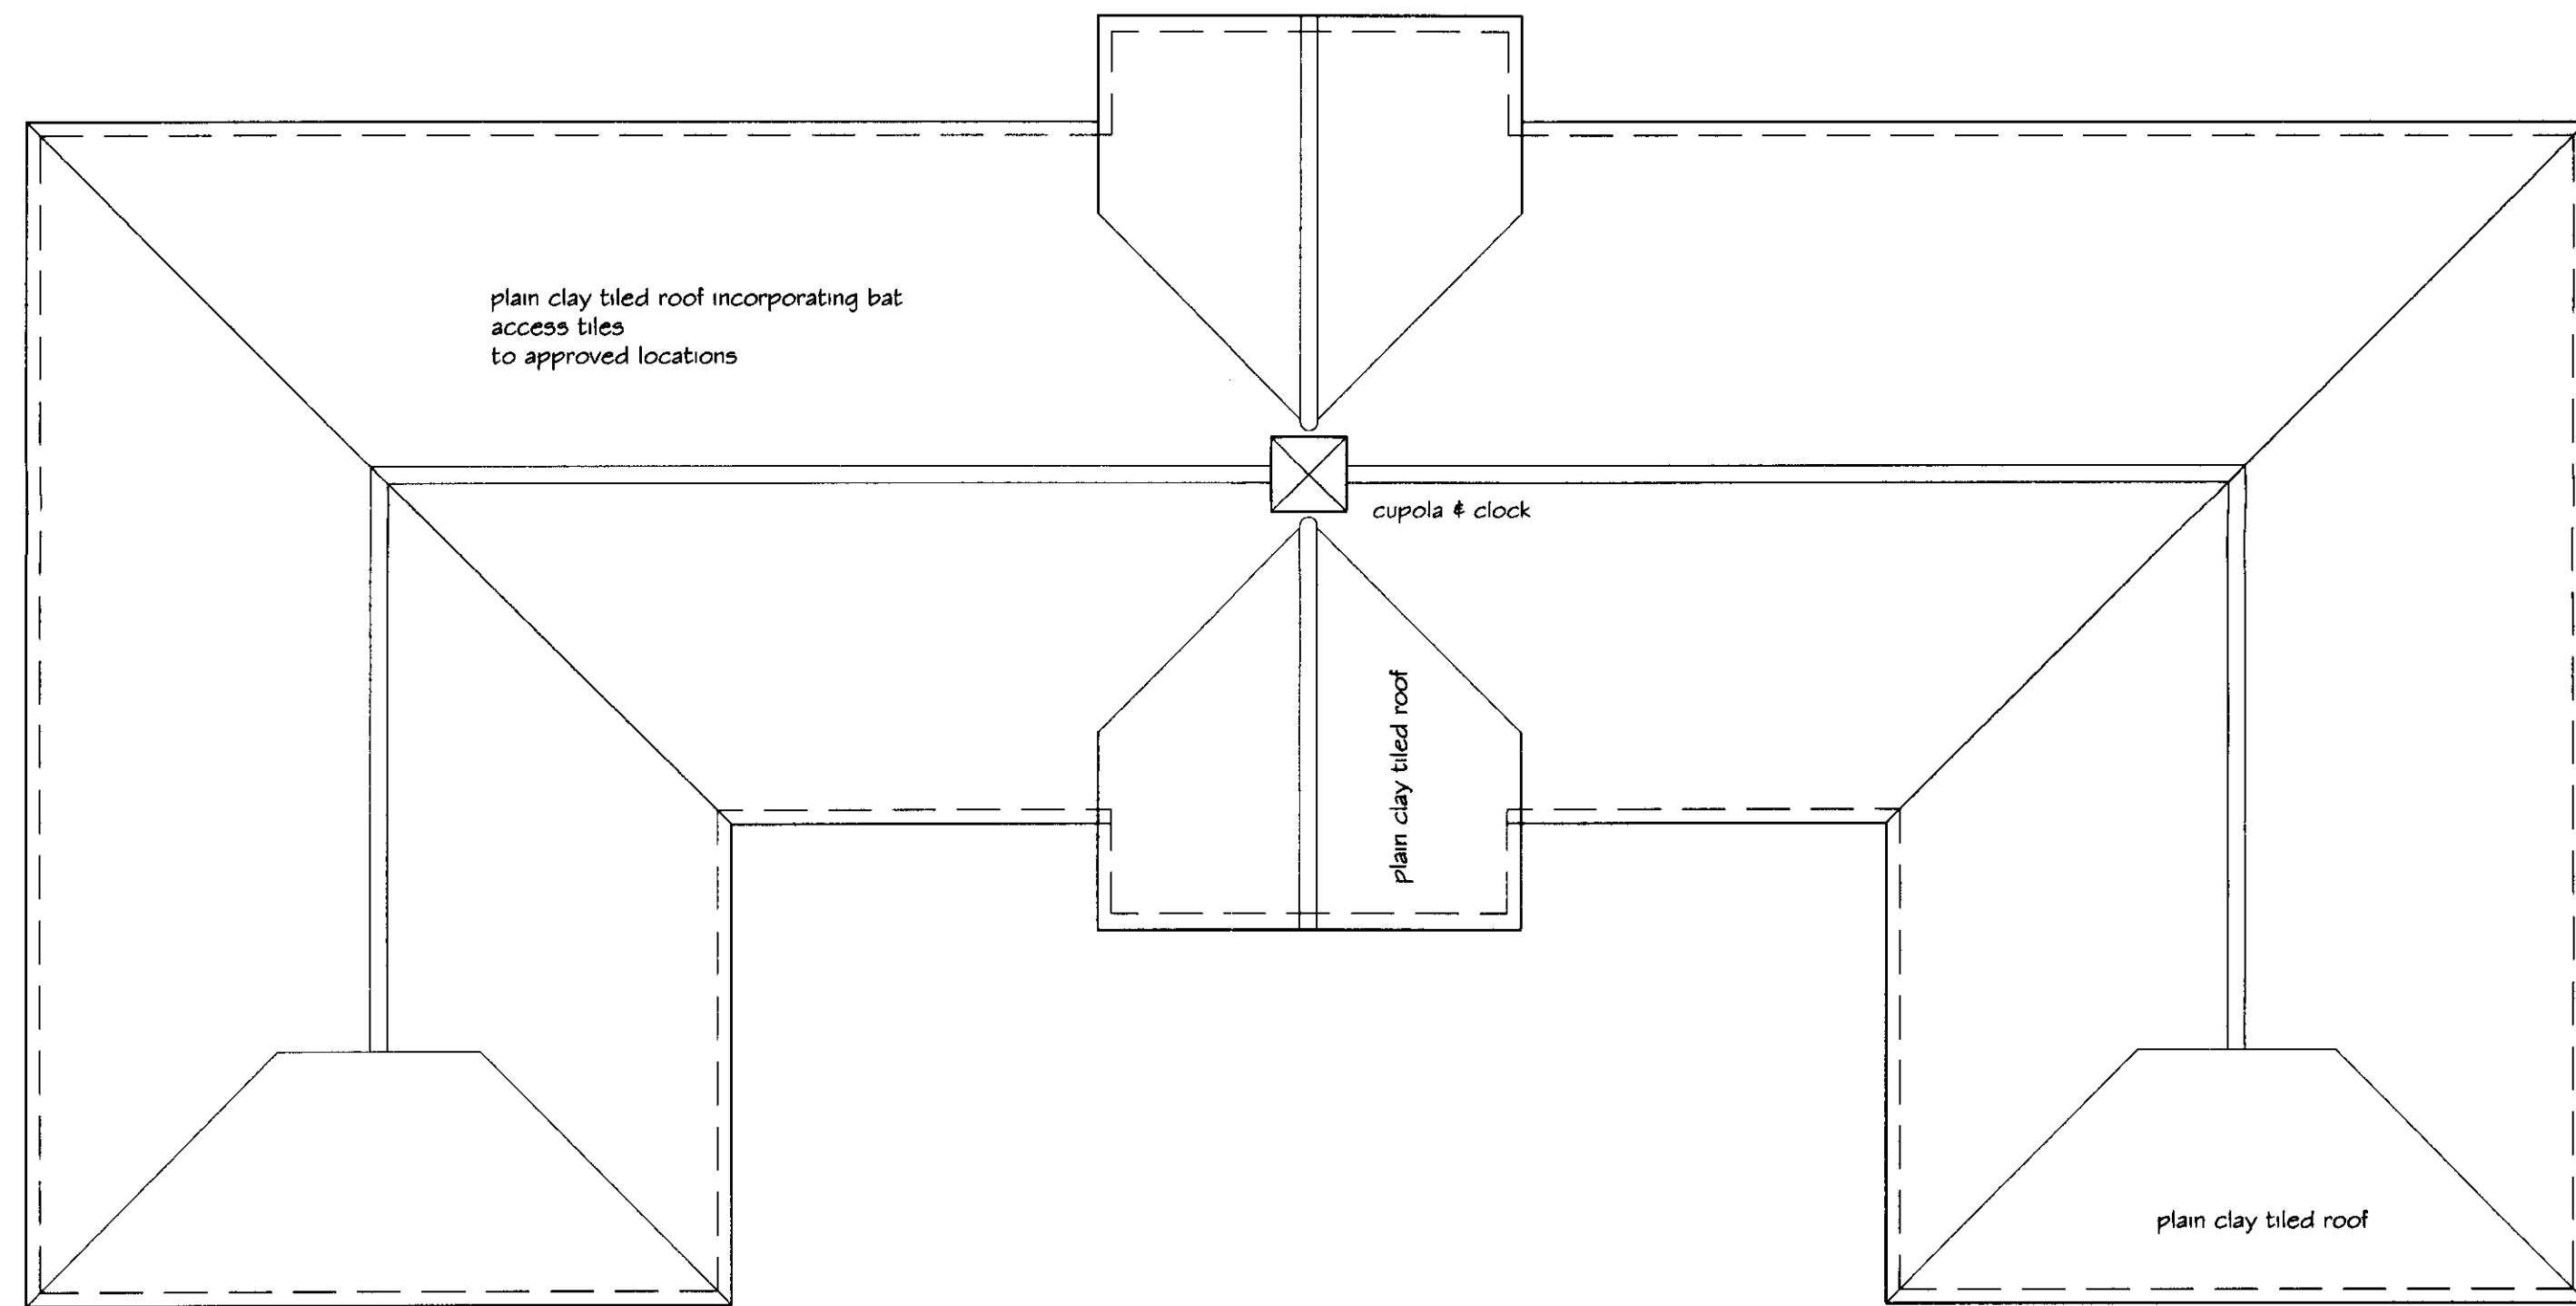 plain clay tiled roof incorporating bat
access tiles
to approved locations
cupola & clock
plain clay tiled roof
plain clay tiled roof